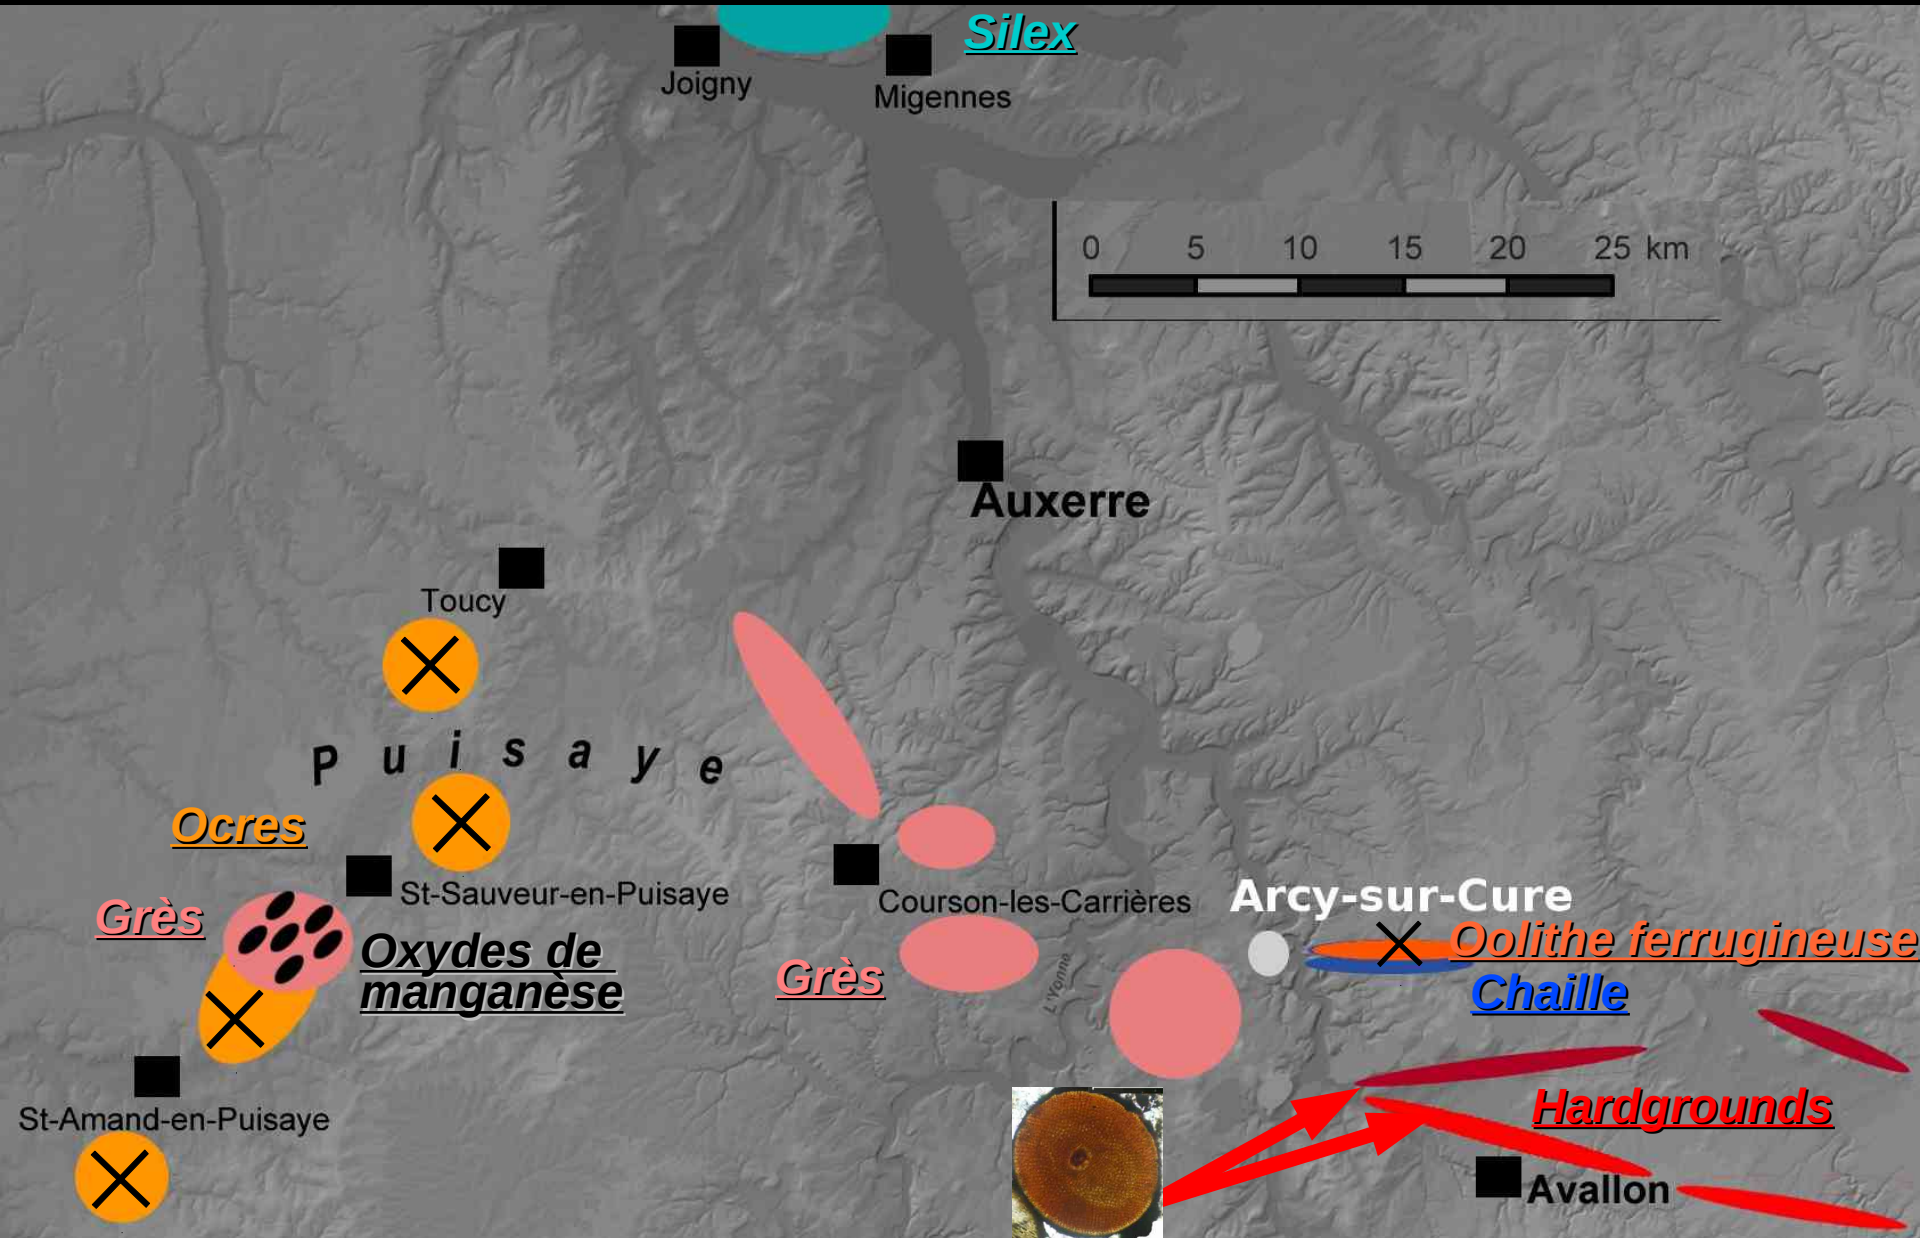 Silex
Joigny
Migennes
0 5 10 15 20 25 km
Auxerre
Toucy
Puisaye
Ocres
St-Sauveur-en-Puisaye
Courson-les-Carrières
Arcy-sur-Cure
Grès
Oxydes de
manganèse
Oolithe ferrugineuse
Grès
Chaille
L'Yonne
St-Amand-en-Puisaye
Hardgrounds
Avallon